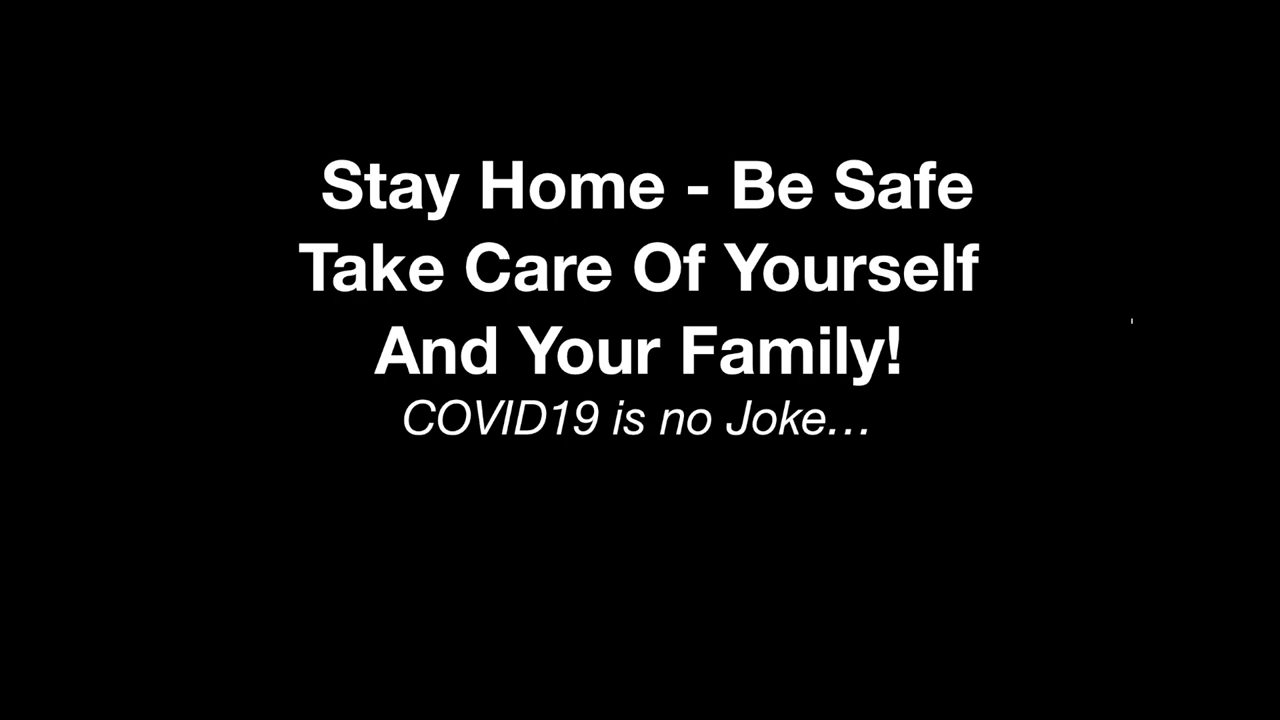 Stay Home - Be Safe
Take Care Of Yourself
And Your Family!
COVID19 is no Joke…